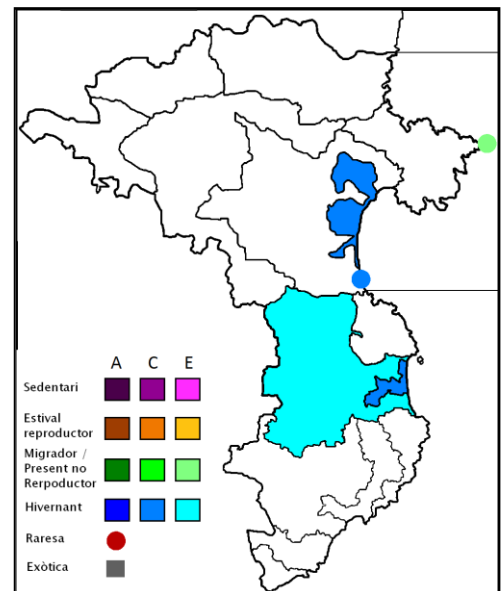 A C E
Sedentari
Estival
reproductor
Migrador /
Present no
Rerpoductor
Hivernant
Raresa
Exòtica